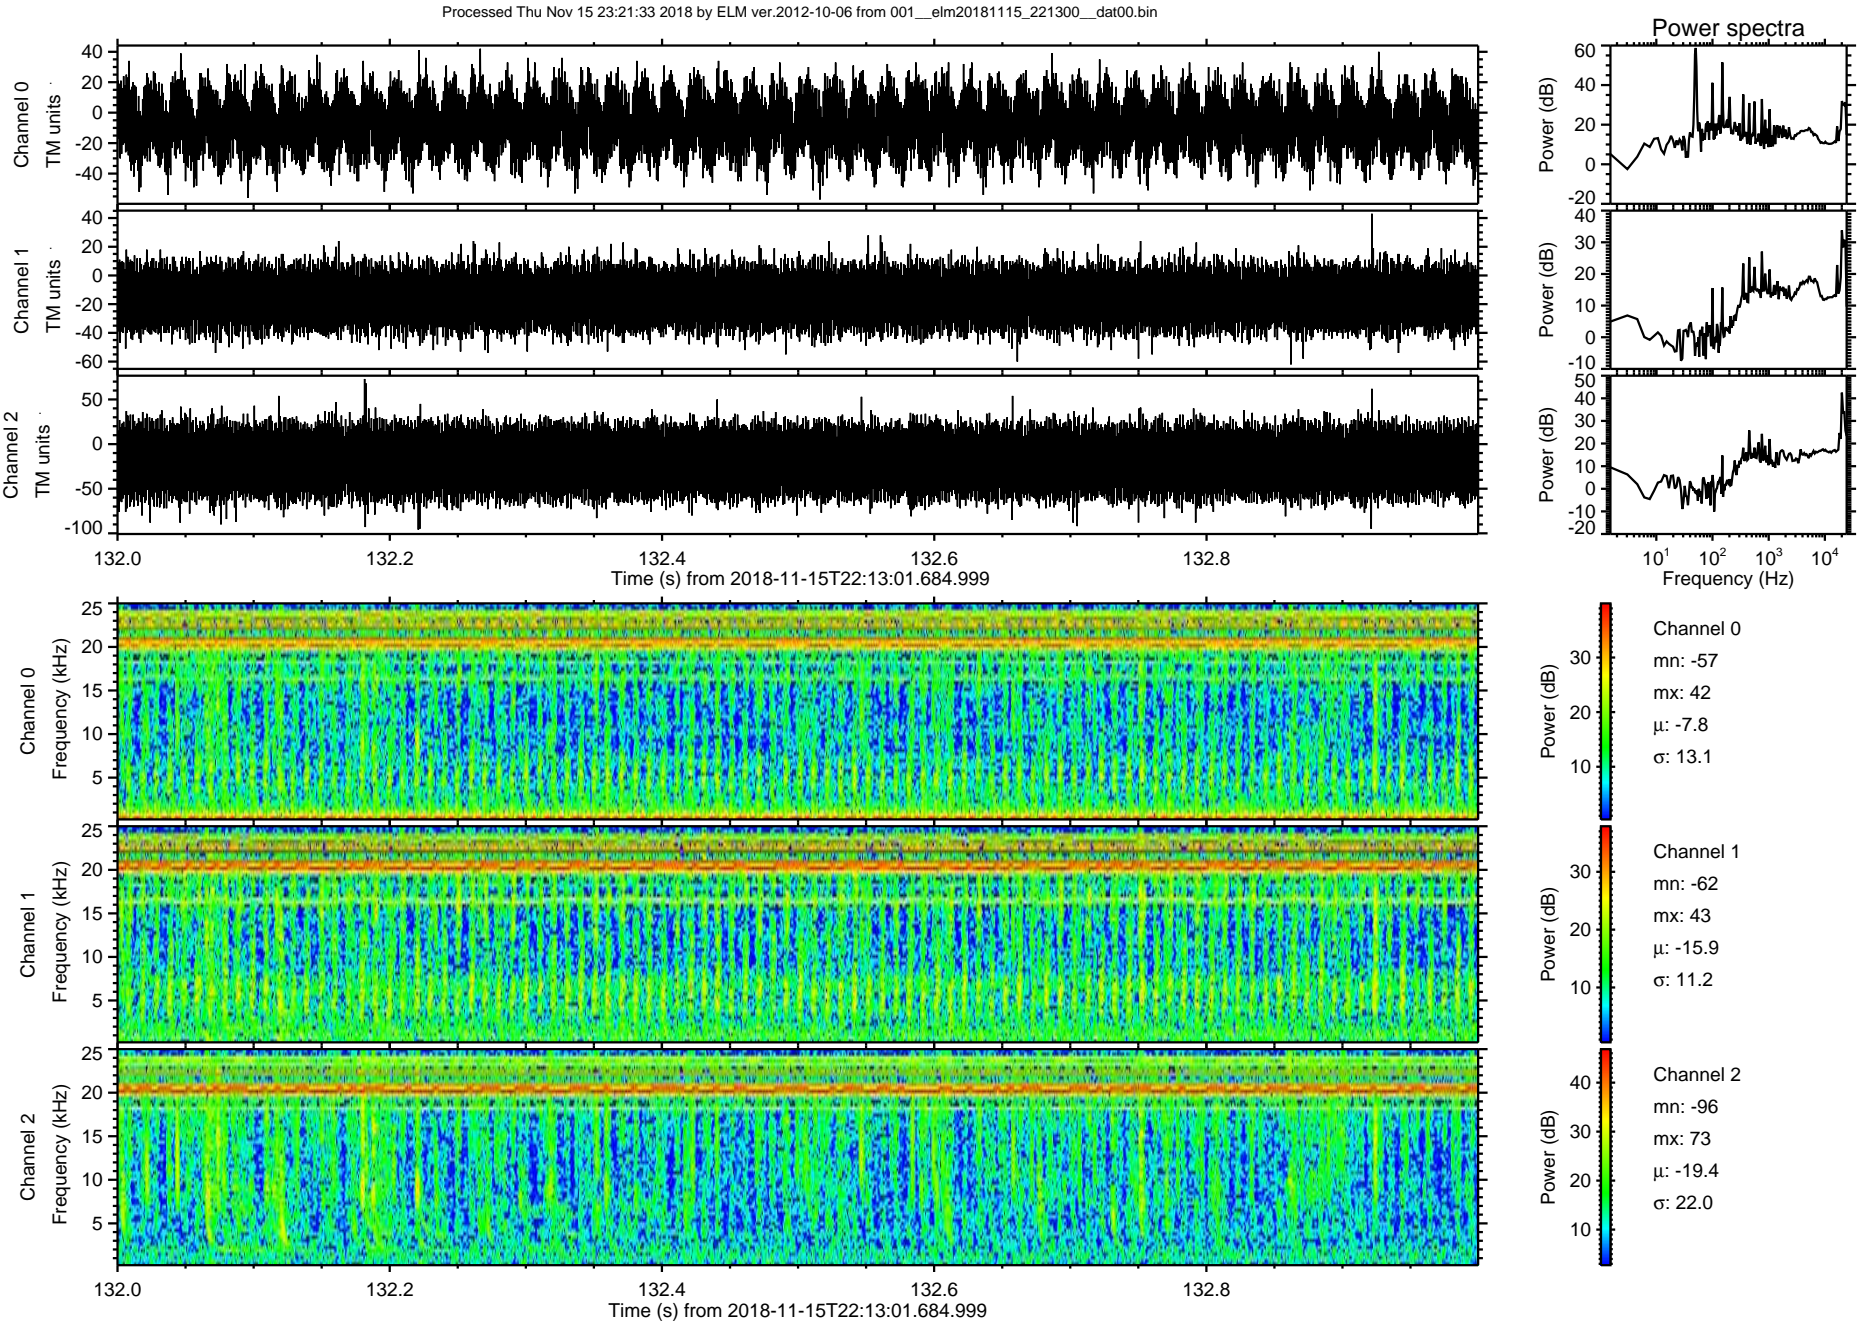 Processed Thu Nov 15 23:21:33 2018 by ELM ver.2012-10-06 from 001__elm20181115_221300__dat00.bin
Power spectra
Channel 0
TM units
40
20
0
-20
-40
Power (dB)
60
40
20
0
-20
Channel 1
TM units
40
20
0
-20
-40
-60
Power (dB)
40
30
20
10
0
-10
Channel 2
TM units
50
0
-50
-100
Power (dB)
50
40
30
20
10
0
-10
-20
132.0 132.2 132.4 132.6 132.8
Time (s) from 2018-11-15T22:13:01.684.999
10¹ 10² 10³ 10⁴
Frequency (Hz)
Channel 0
Frequency (kHz)
25
20
15
10
5
Power (dB)
30
20
10
Channel 0
mn: -57
mx: 42
μ: -7.8
σ: 13.1
Channel 1
Frequency (kHz)
25
20
15
10
5
Power (dB)
30
20
10
Channel 1
mn: -62
mx: 43
μ: -15.9
σ: 11.2
Channel 2
Frequency (kHz)
25
20
15
10
5
Power (dB)
40
30
20
10
Channel 2
mn: -96
mx: 73
μ: -19.4
σ: 22.0
132.0 132.2 132.4 132.6 132.8
Time (s) from 2018-11-15T22:13:01.684.999